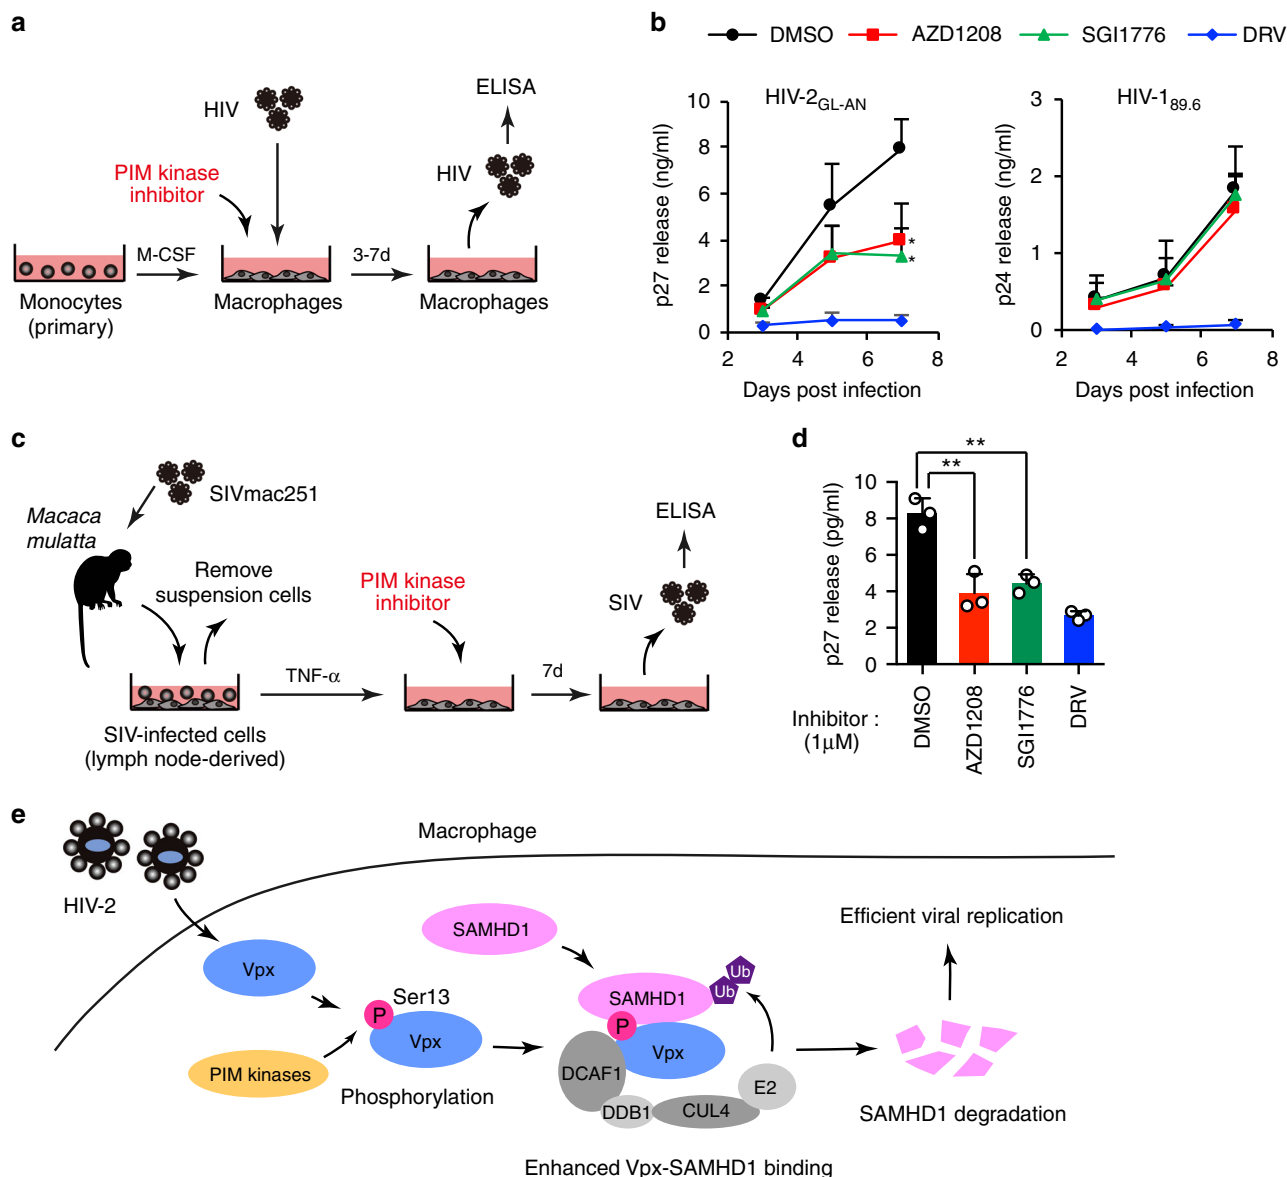 a
HIV
ELISA
PIM kinase
inhibitor
HIV
M-CSF
3-7d
Monocytes
(primary)
Macrophages
Macrophages
b
DMSO
AZD1208
SGI1776
DRV
HIV-2GL-AN
p27 release (ng/ml)
10
8
6
4
2
0
*
*
2
4
6
8
Days post infection
HIV-189.6
p24 release (ng/ml)
3
2
1
0
2
4
6
8
Days post infection
c
SIVmac251
Macaca
mulatta
Remove
suspension cells
PIM kinase
inhibitor
ELISA
SIV
TNF-α
7d
SIV-infected cells
(lymph node-derived)
d
**
**
p27 release (pg/ml)
10
8
6
4
2
0
Inhibitor :
(1μM)
DMSO
AZD1208
SGI1776
DRV
e
Macrophage
HIV-2
Efficient viral replication
SAMHD1
Vpx
Ub
Ub
SAMHD1
Ser13
P
Vpx
P
Vpx
PIM kinases
Phosphorylation
DCAF1
DDB1
CUL4
E2
SAMHD1 degradation
Enhanced Vpx-SAMHD1 binding